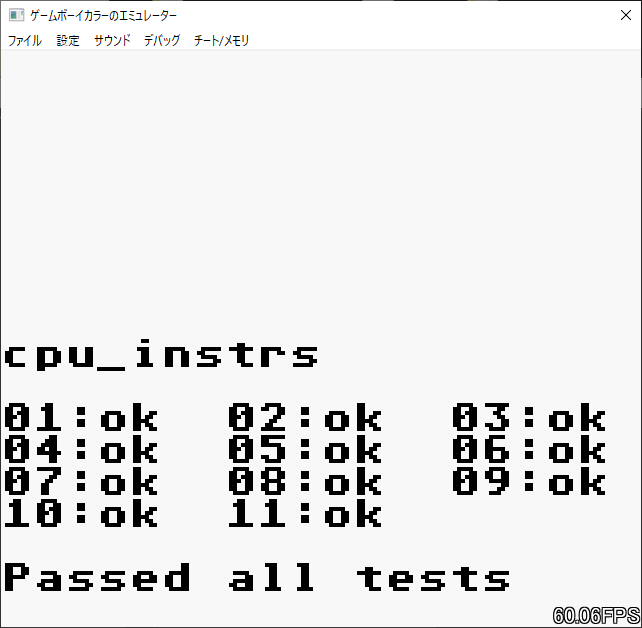 ゲームボーイカラーのエミュレーター
ファイル 設定 サウンド デバッグ チート/メモリ
cpu_instrs
01:ok 02:ok 03:ok
04:ok 05:ok 06:ok
07:ok 08:ok 09:ok
10:ok 11:ok
Passed all tests
60.06FPS